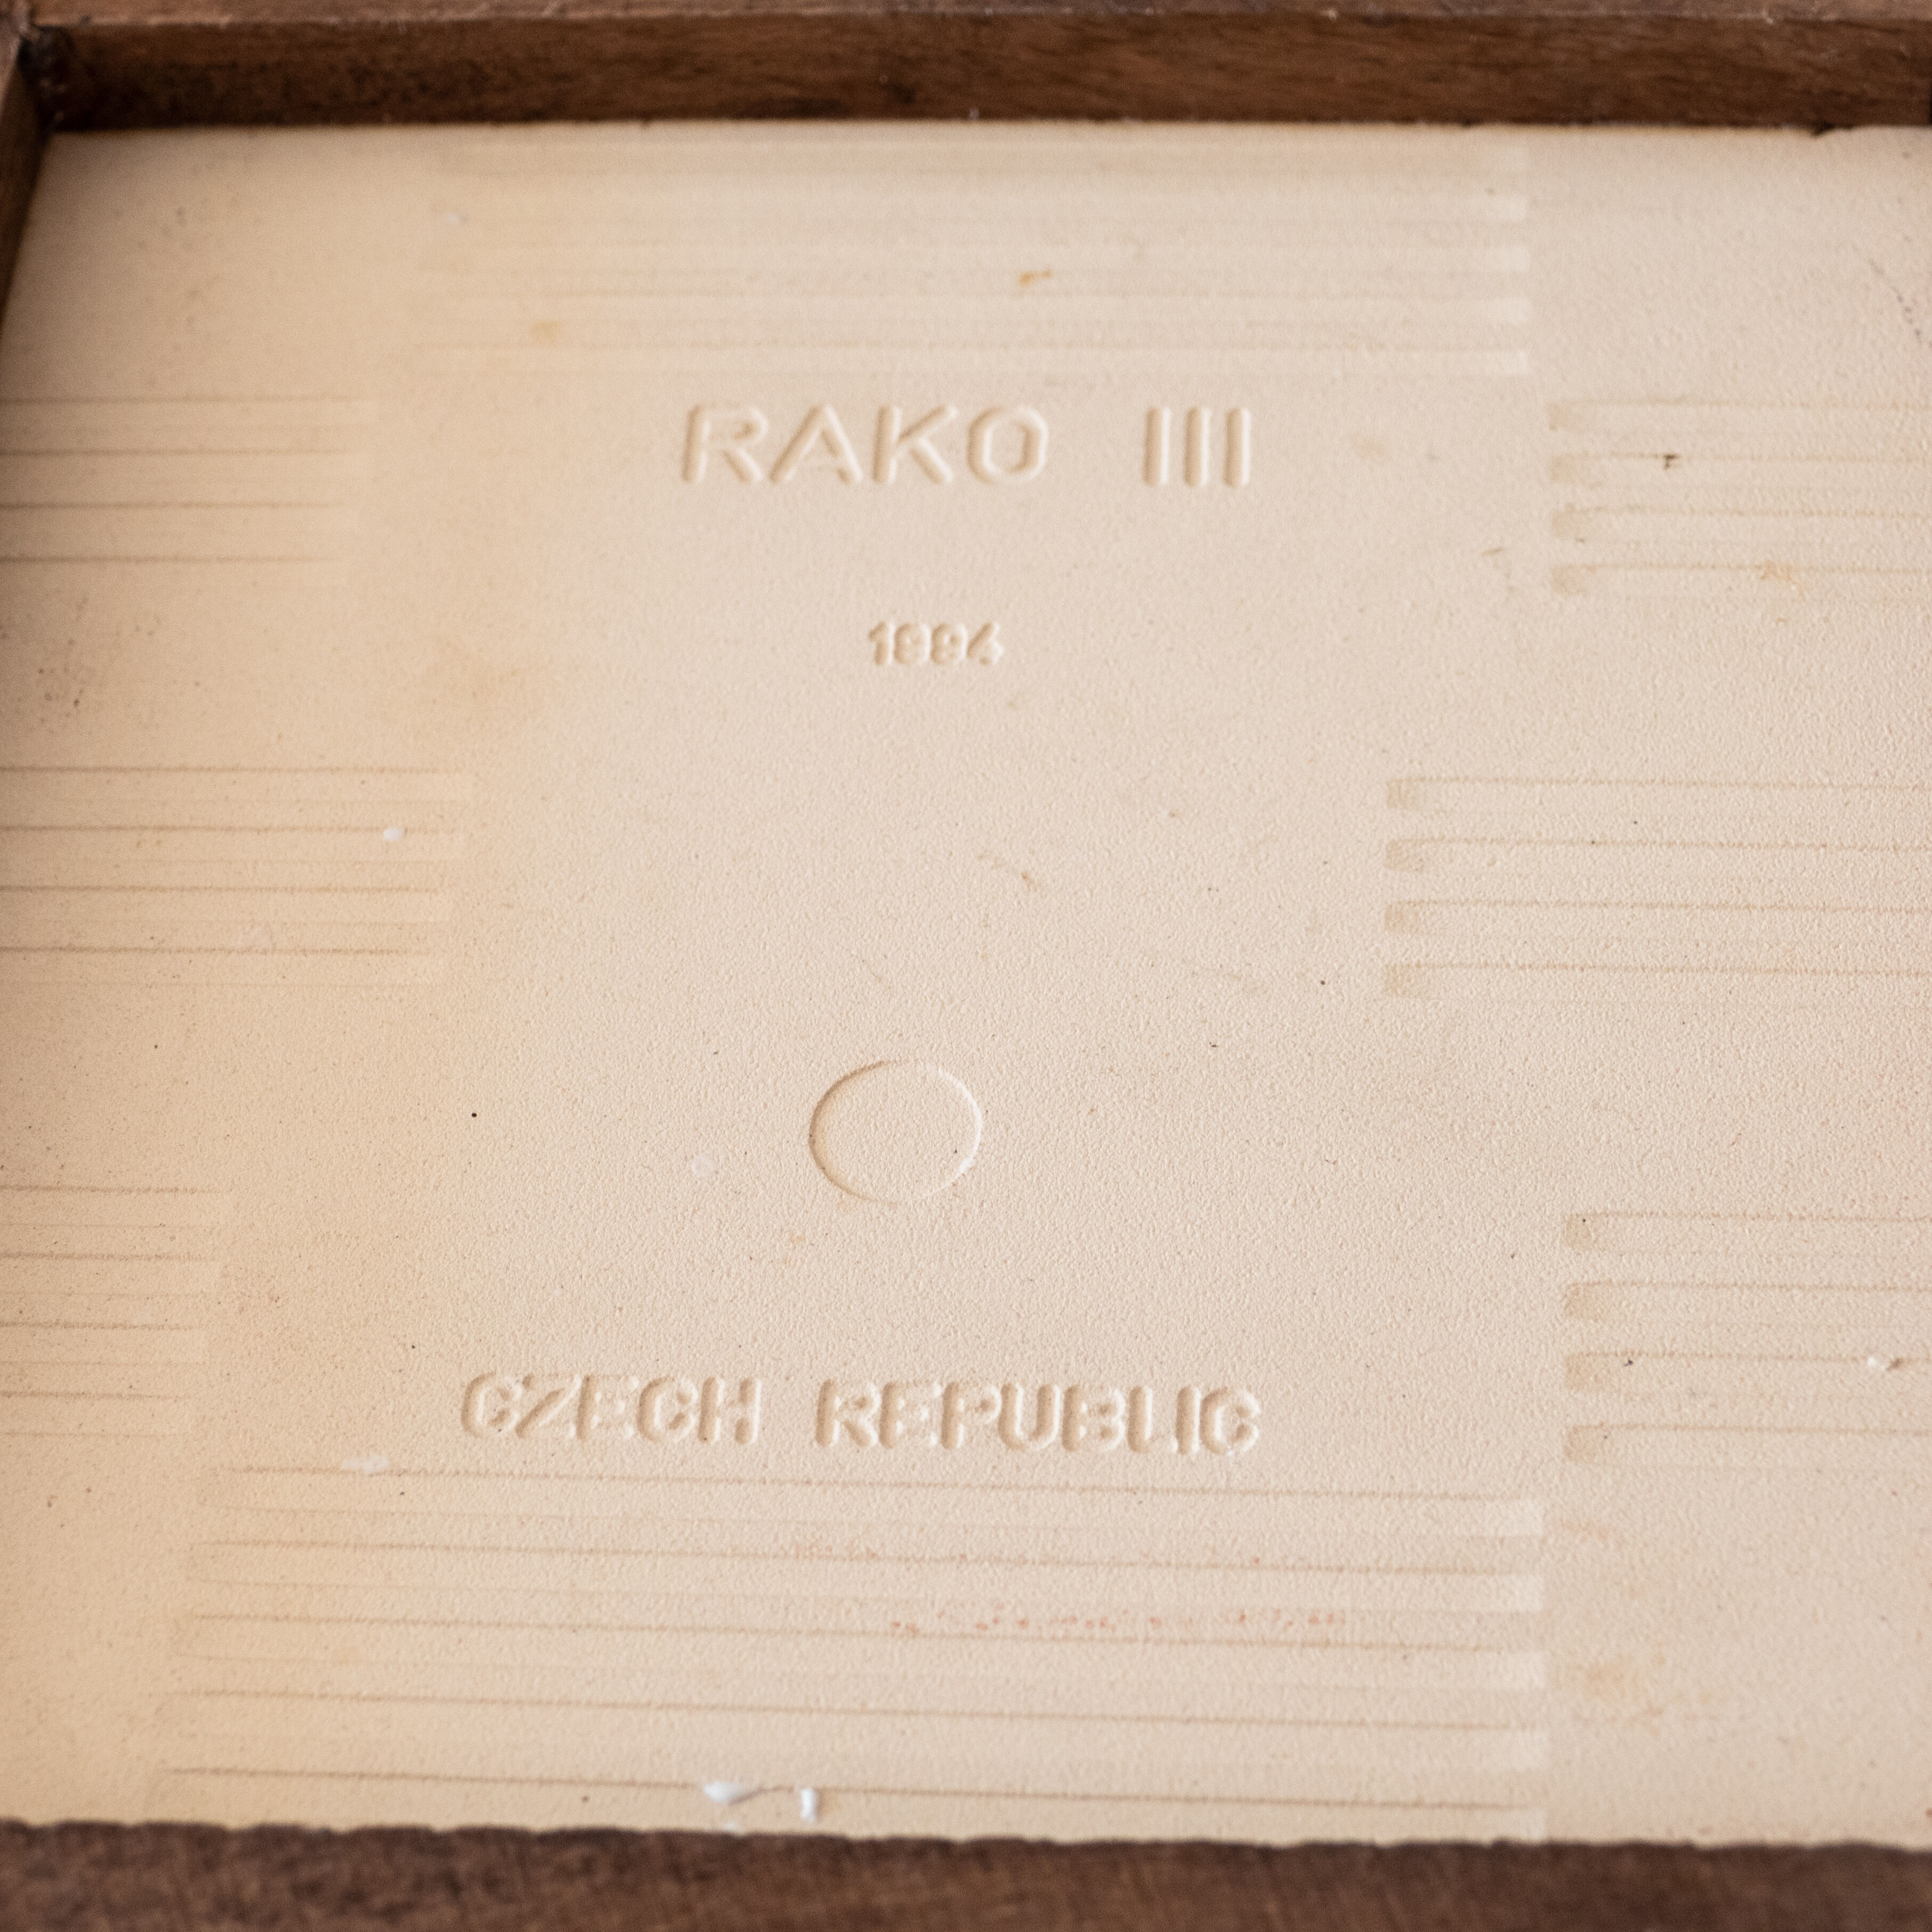 RAKO III
1994
CZECH REPUBLIC